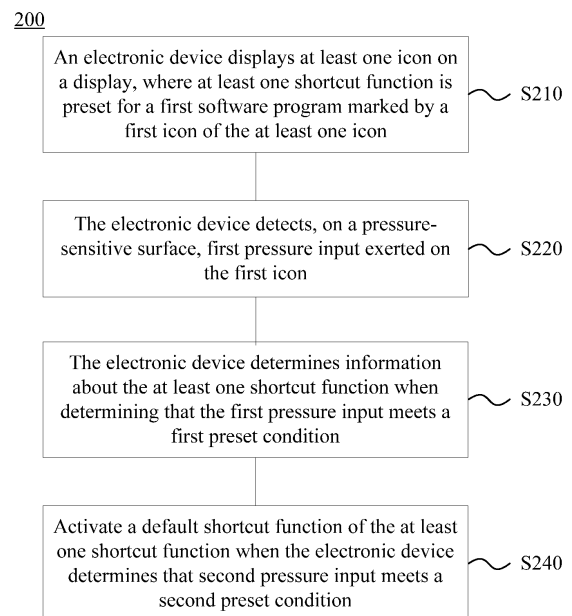 200
An electronic device displays at least one icon on
a display, where at least one shortcut function is
preset for a first software program marked by a
first icon of the at least one icon
S210
The electronic device detects, on a pressure-
sensitive surface, first pressure input exerted on
the first icon
S220
The electronic device determines information
about the at least one shortcut function when
determining that the first pressure input meets a
first preset condition
S230
Activate a default shortcut function of the at least
one shortcut function when the electronic device
determines that second pressure input meets a
second preset condition
S240